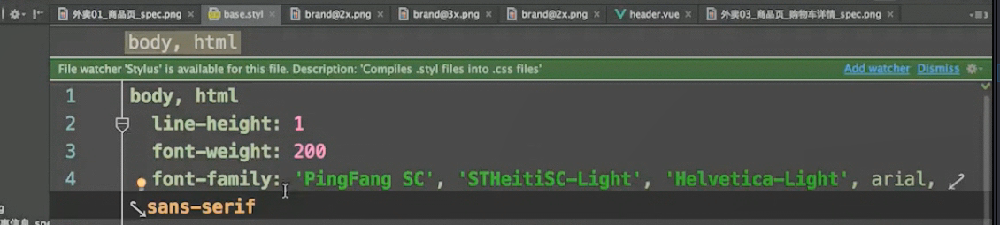 外卖01_商品页_spec.png base.styl brand@2x.png brand@3x.png brand@2x.png header.vue 外卖03_商品页_购物车详情_spec.png
body, html
File watcher 'Stylus' is available for this file. Description: 'Compiles .styl files into .css files' Add watcher Dismiss
1 body, html
2 line-height: 1
3 font-weight: 200
4 font-family: 'PingFang SC', 'STHeitiSC-Light', 'Helvetica-Light', arial,
sans-serif